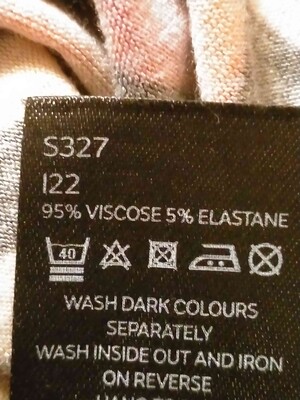 S327
I22
95% VISCOSE 5% ELASTANE
40
WASH DARK COLOURS
SEPARATELY
WASH INSIDE OUT AND IRON
ON REVERSE